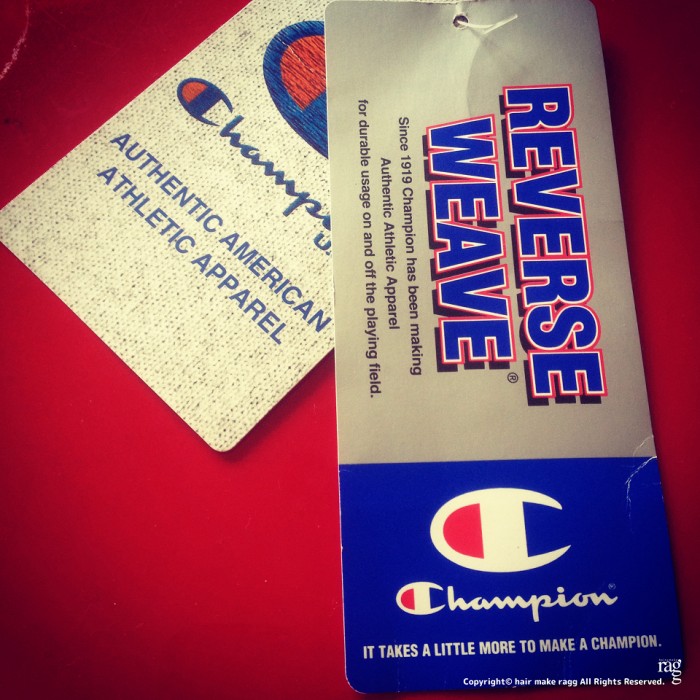 Champi
U
AUTHENTIC AMERICAN
ATHLETIC APPAREL
REVERSE
WEAVE®
Since 1919 Champion has been making
Authentic Athletic Apparel
for durable usage on and off the playing field.
Champion®
IT TAKES A LITTLE MORE TO MAKE A CHAMPION.
ragg
Copyright© hair make ragg All Rights Reserved.